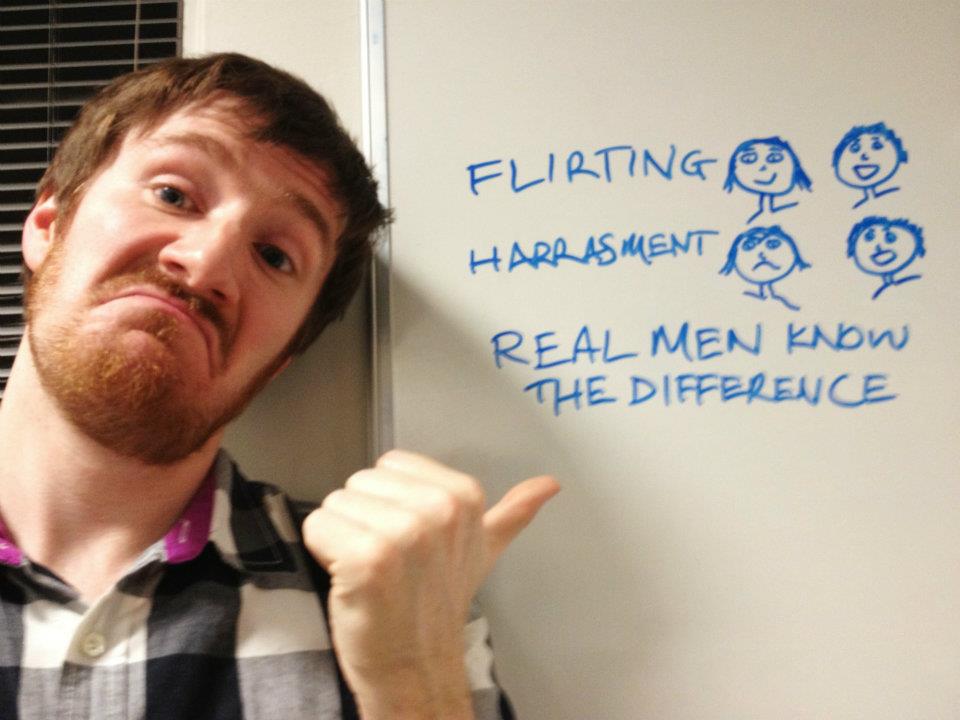 FLIRTING
HARRASMENT
REAL MEN KNOW
THE DIFFERENCE